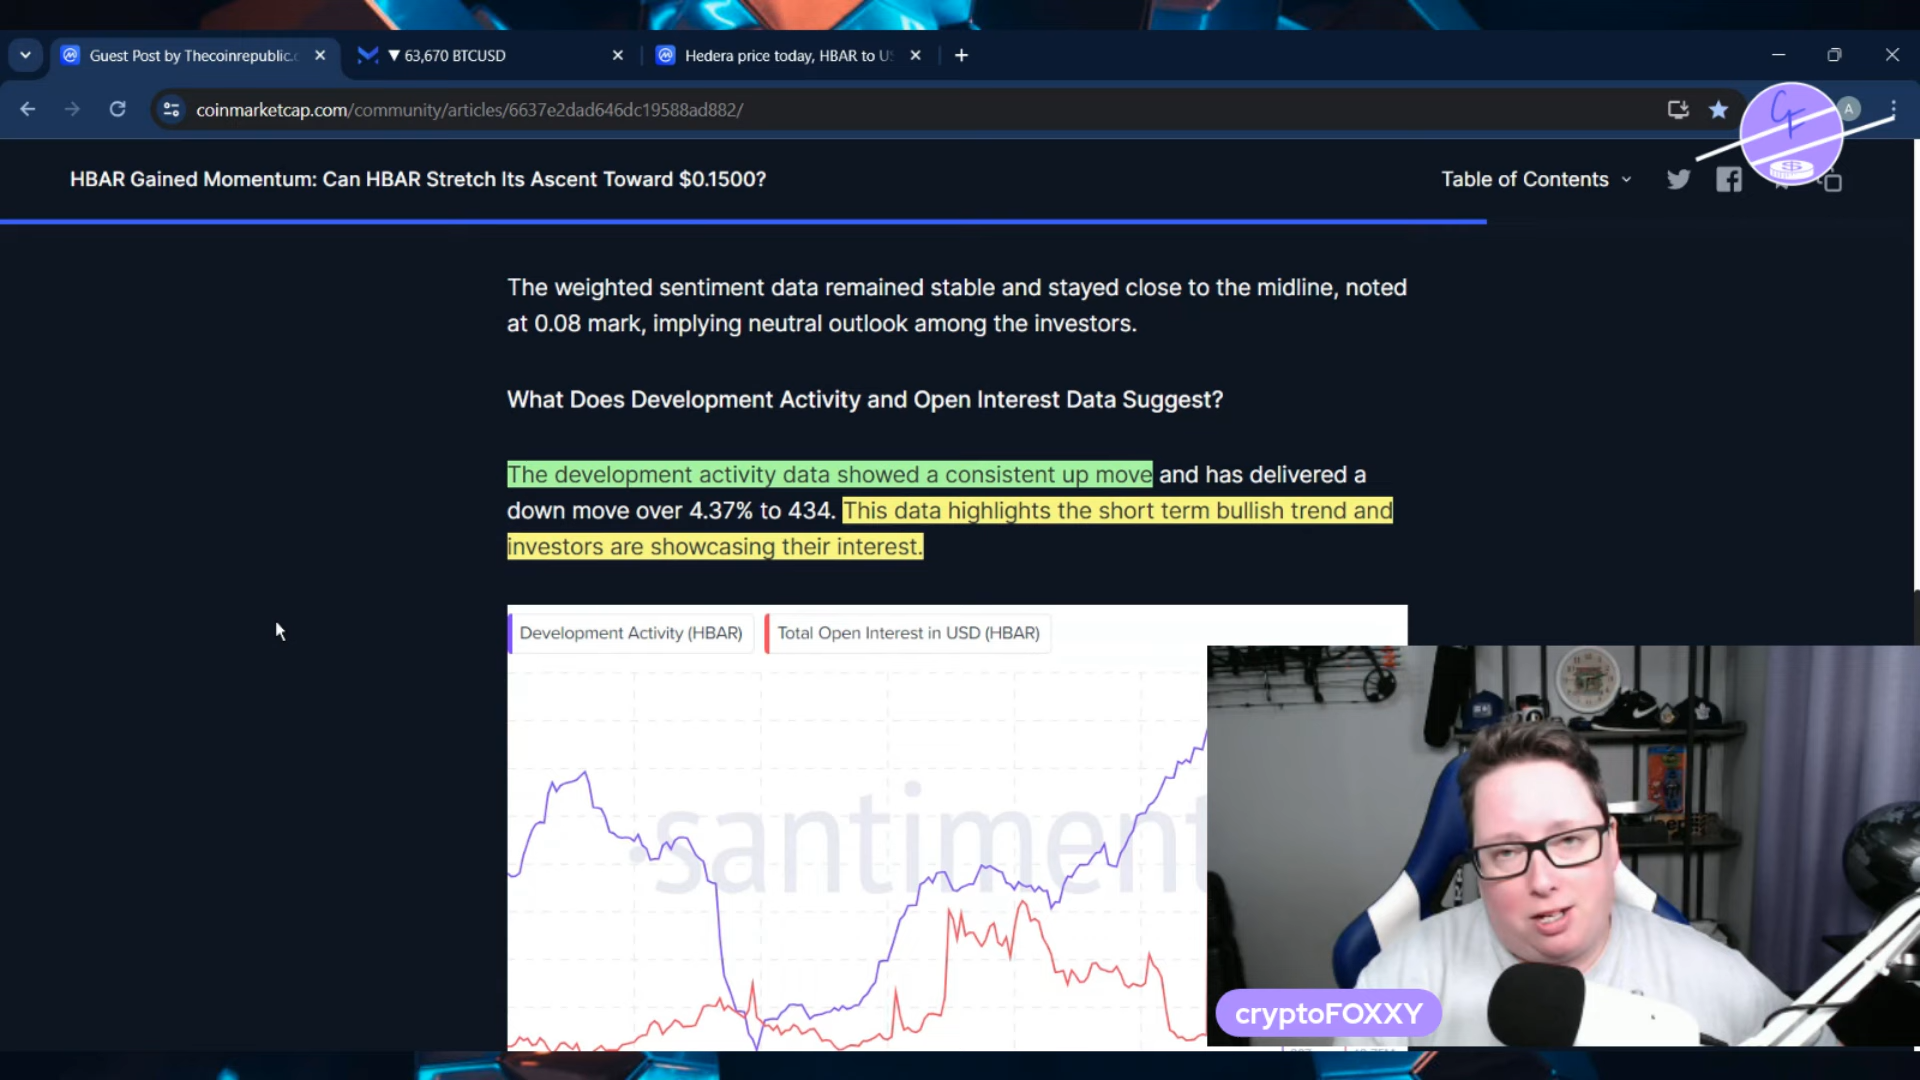 Guest Post by Thecoinrepublic.c
▼ 63,670 BTCUSD
Hedera price today, HBAR to US
coinmarketcap.com/community/articles/6637e2dad646dc19588ad882/
A
HBAR Gained Momentum: Can HBAR Stretch Its Ascent Toward $0.1500?
Table of Contents
The weighted sentiment data remained stable and stayed close to the midline, noted
at 0.08 mark, implying neutral outlook among the investors.
What Does Development Activity and Open Interest Data Suggest?
The development activity data showed a consistent up move and has delivered a
down move over 4.37% to 434. This data highlights the short term bullish trend and
investors are showcasing their interest.
Development Activity (HBAR)
Total Open Interest in USD (HBAR)
santiment
cryptoFOXXY